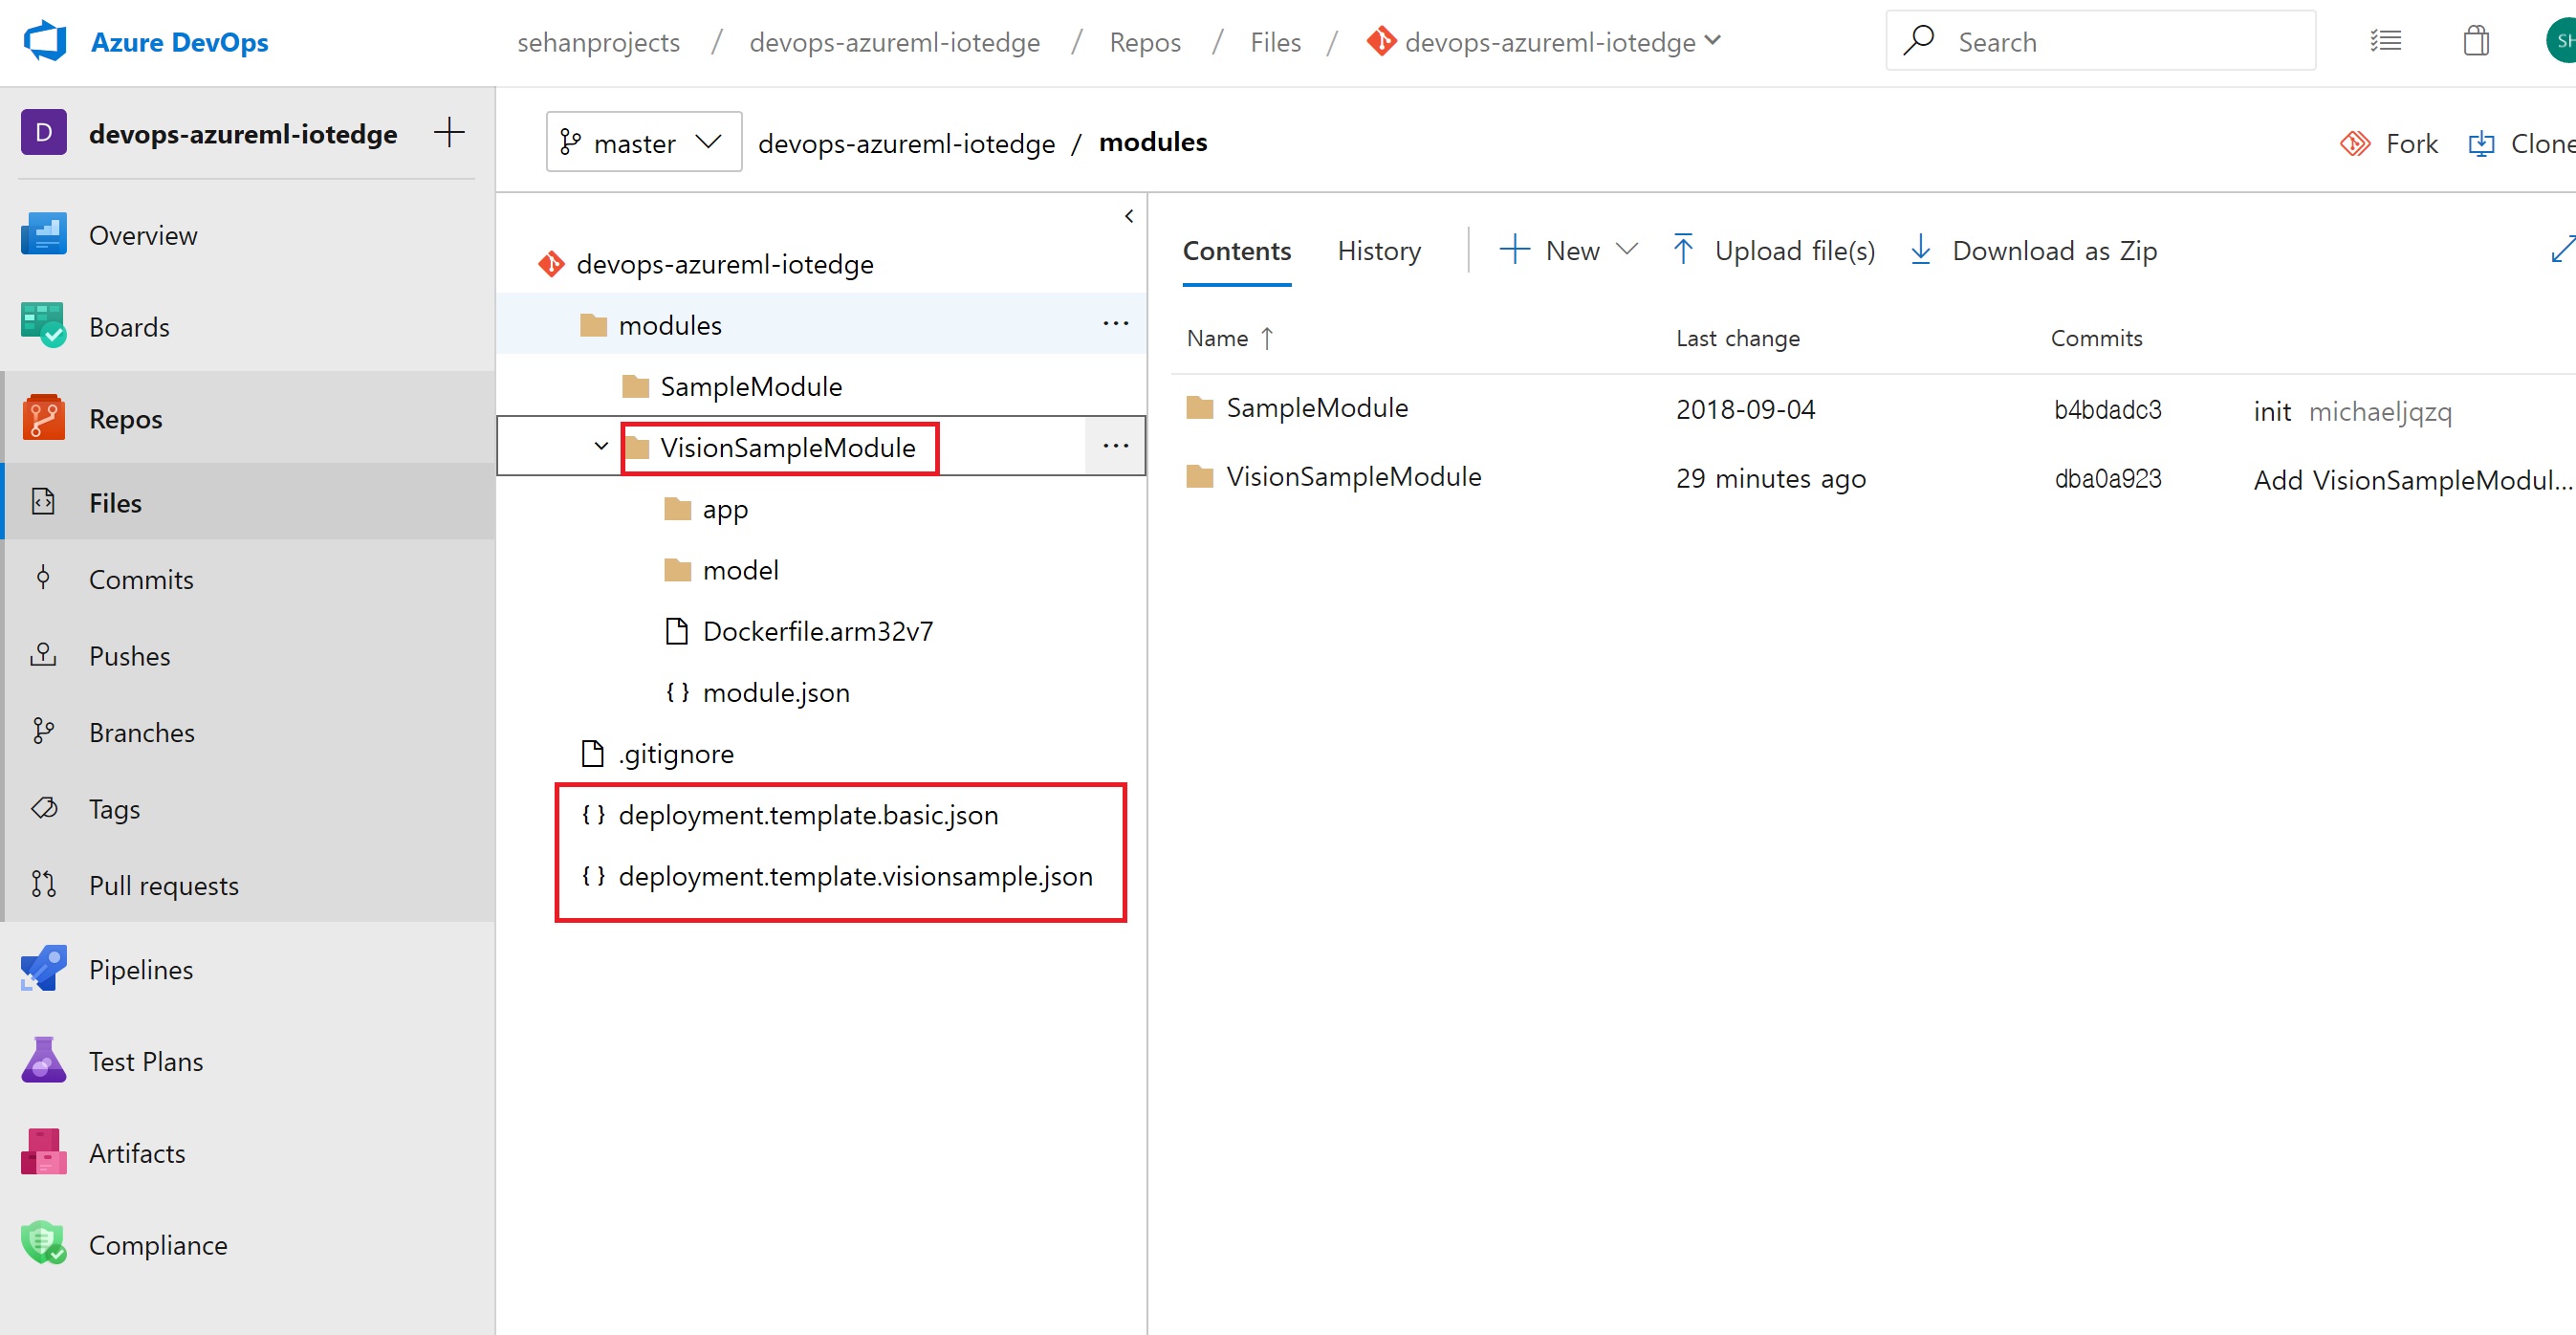 Azure DevOps
sehanprojects / devops-azureml-iotedge / Repos / Files / devops-azureml-iotedge
Search
SH
D devops-azureml-iotedge
Overview
Boards
Repos
Files
Commits
Pushes
Branches
Tags
Pull requests
Pipelines
Test Plans
Artifacts
Compliance
master devops-azureml-iotedge / modules
Fork
Clone
devops-azureml-iotedge
modules
SampleModule
VisionSampleModule
app
model
Dockerfile.arm32v7
{ } module.json
.gitignore
{ } deployment.template.basic.json
{ } deployment.template.visionsample.json
Contents History New Upload file(s) Download as Zip
Name ↑ Last change Commits
SampleModule 2018-09-04 b4bdadc3 init michaeljqzq
VisionSampleModule 29 minutes ago dba0a923 Add VisionSampleModul...